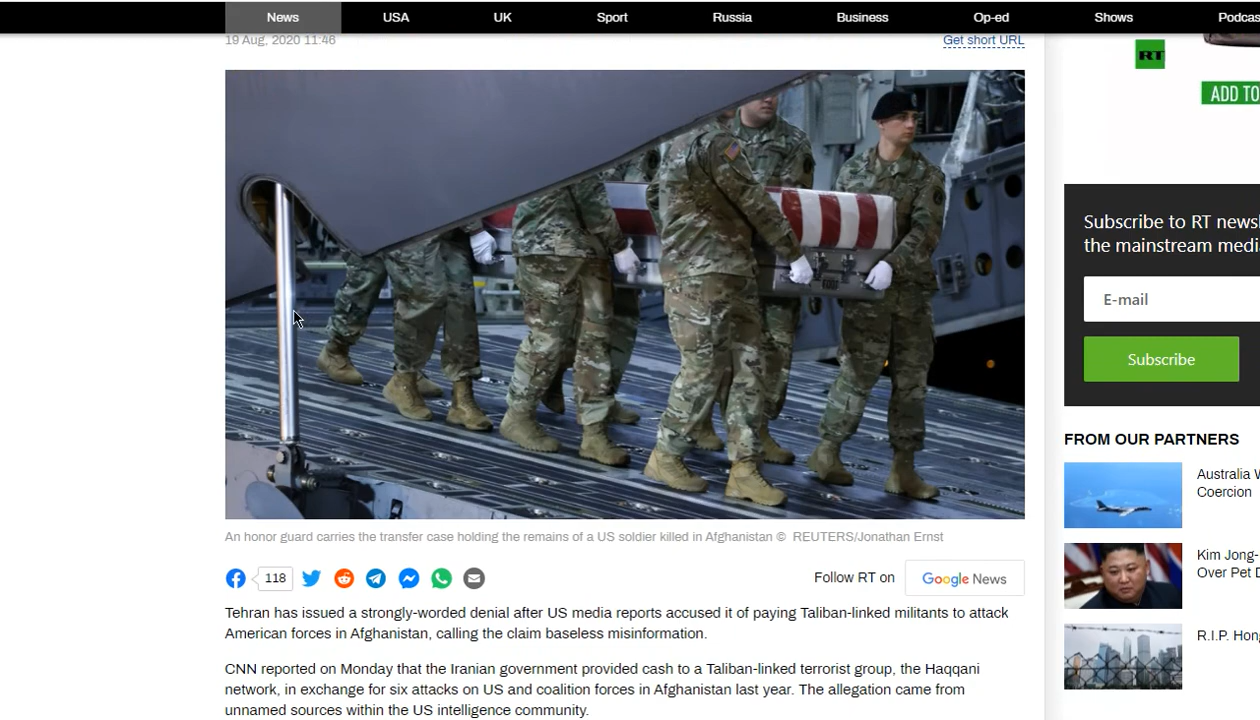 News
USA
UK
Sport
Russia
Business
Op-ed
Shows
Podcas
19 Aug, 2020 11:46
Get short URL
RT
ADD TO
An honor guard carries the transfer case holding the remains of a US soldier killed in Afghanistan © REUTERS/Jonathan Ernst
118
Follow RT on
Google News
Tehran has issued a strongly-worded denial after US media reports accused it of paying Taliban-linked militants to attack
American forces in Afghanistan, calling the claim baseless misinformation.
CNN reported on Monday that the Iranian government provided cash to a Taliban-linked terrorist group, the Haqqani
network, in exchange for six attacks on US and coalition forces in Afghanistan last year. The allegation came from
unnamed sources within the US intelligence community.
Subscribe to RT news
the mainstream medi
E-mail
Subscribe
FROM OUR PARTNERS
Australia W
Coercion
Kim Jong-
Over Pet D
R.I.P. Hon